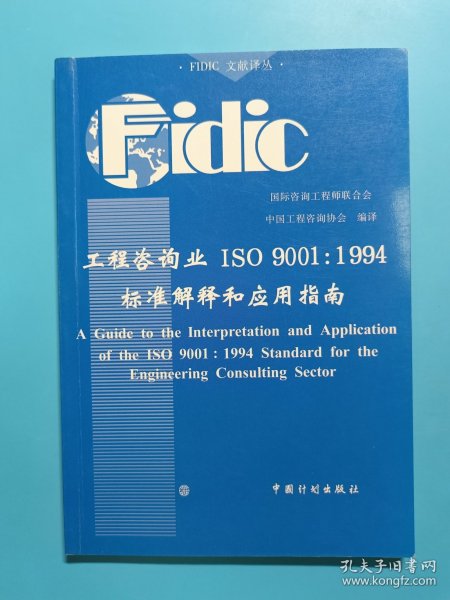 · FIDIC 文献译丛 ·
Fidic
国际咨询工程师联合会
中国工程咨询协会 编译
工程咨询业 ISO 9001:1994
标准解释和应用指南
A Guide to the Interpretation and Application
of the ISO 9001:1994 Standard for the
Engineering Consulting Sector
中国计划出版社
孔夫子旧书网
www.kongfz.com